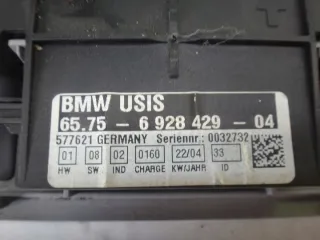 BMW USIS
65.75 - 6 928 429 - 04
577621 GERMANY Seriennr.: 0032732
01 08 02 0160 22/04 33
HW SW IND CHARGE KW/JAHR ID